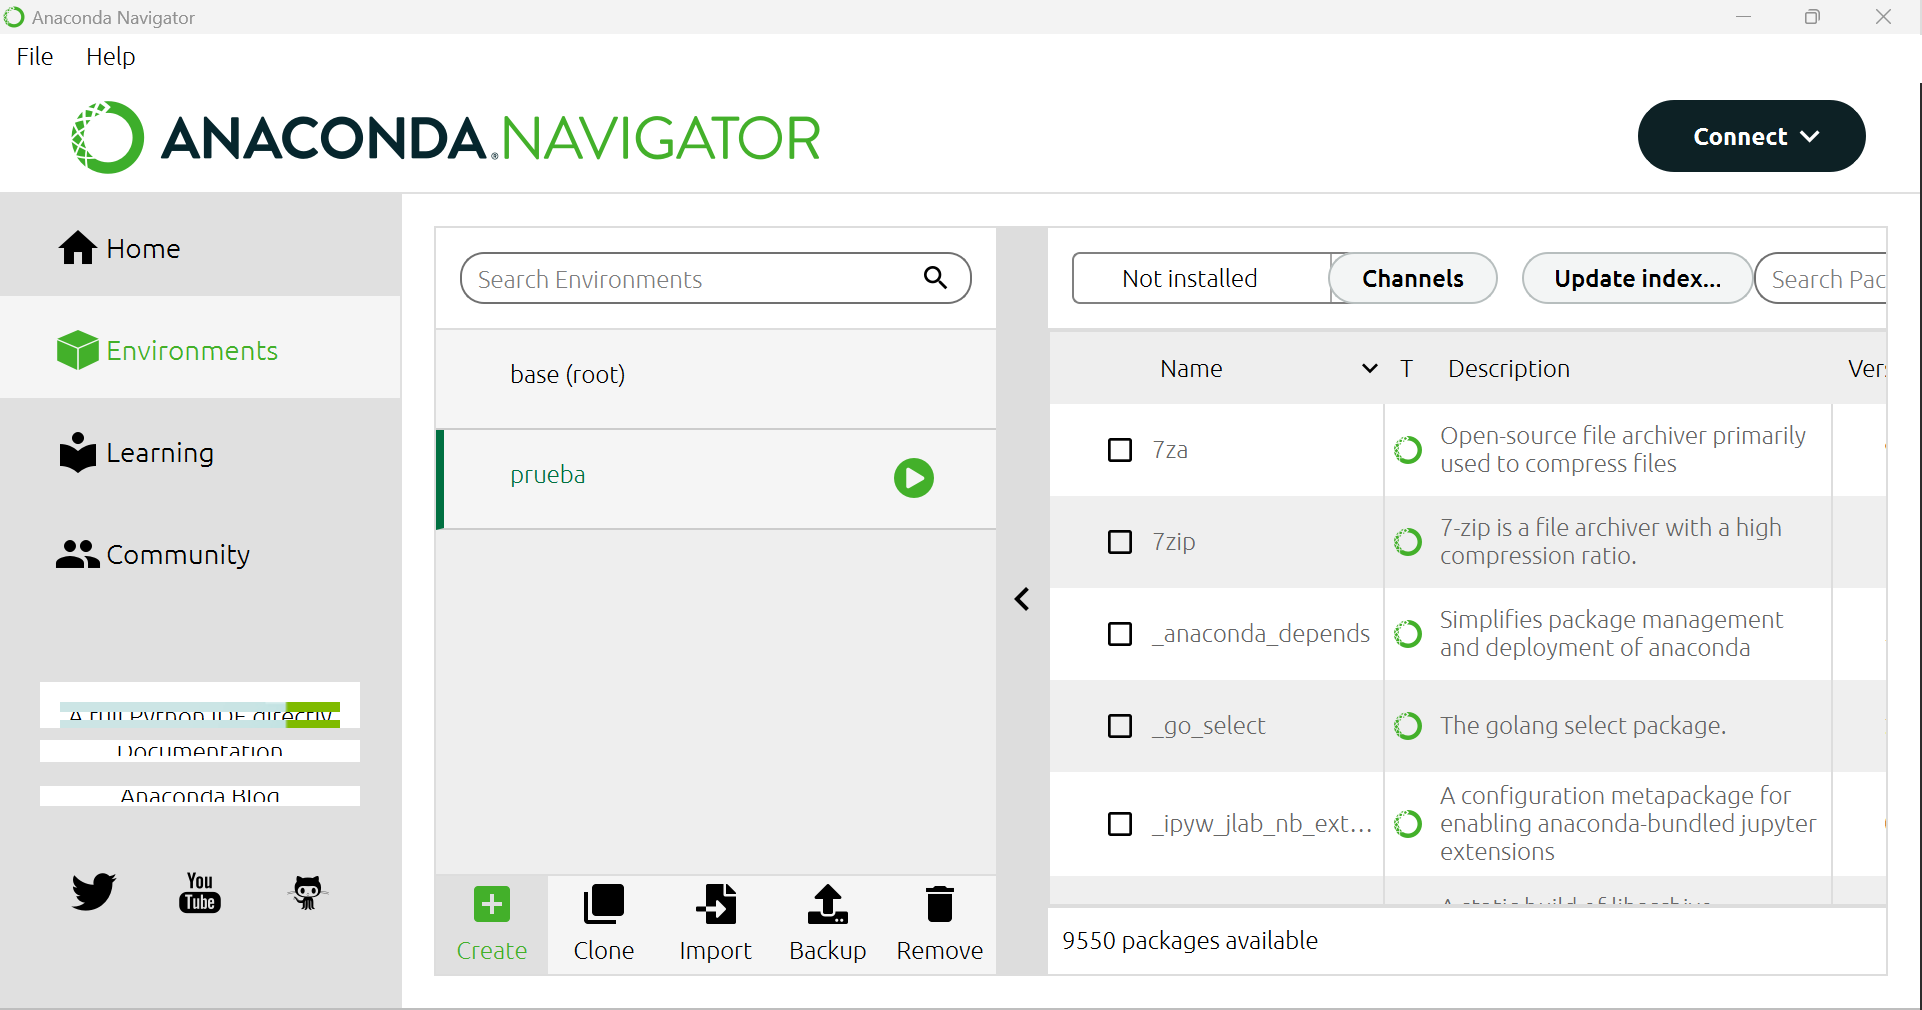 Anaconda Navigator
File Help
ANACONDA.NAVIGATOR
Connect
Home
Environments
Learning
Community
A full Python IDE directly
Documentation
Anaconda Blog
You
Tube
Search Environments
base (root)
prueba
Create Clone Import Backup Remove
Not installed Channels Update index... Search Pac
Name T Description Ver
7za Open-source file archiver primarily
used to compress files
7zip 7-zip is a file archiver with a high
compression ratio.
_anaconda_depends Simplifies package management
and deployment of anaconda
_go_select The golang select package.
_ipyw_jlab_nb_ext... A configuration metapackage for
enabling anaconda-bundled jupyter
extensions
9550 packages available